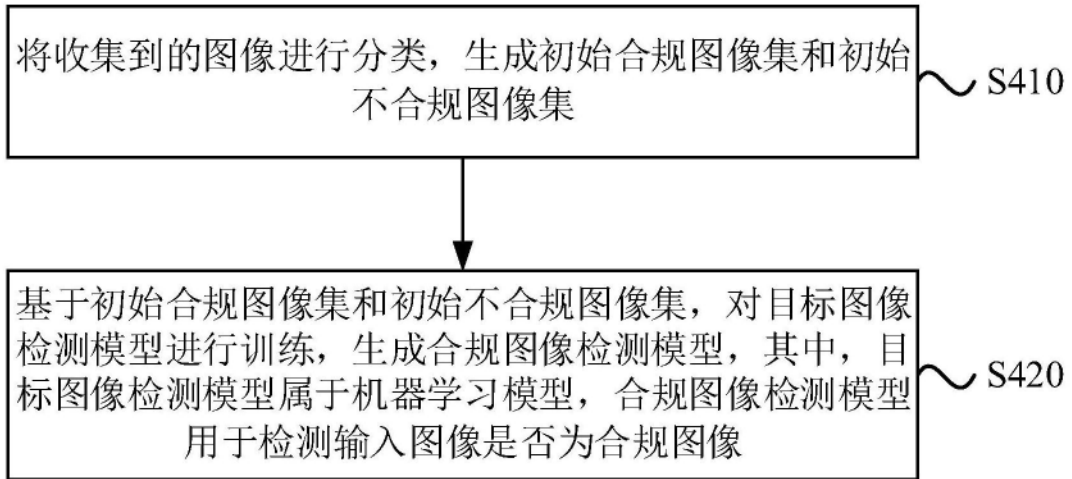 将收集到的图像进行分类，生成初始合规图像集和初始
不合规图像集
S410
基于初始合规图像集和初始不合规图像集，对目标图像
检测模型进行训练，生成合规图像检测模型，其中，目
标图像检测模型属于机器学习模型，合规图像检测模型
用于检测输入图像是否为合规图像
S420